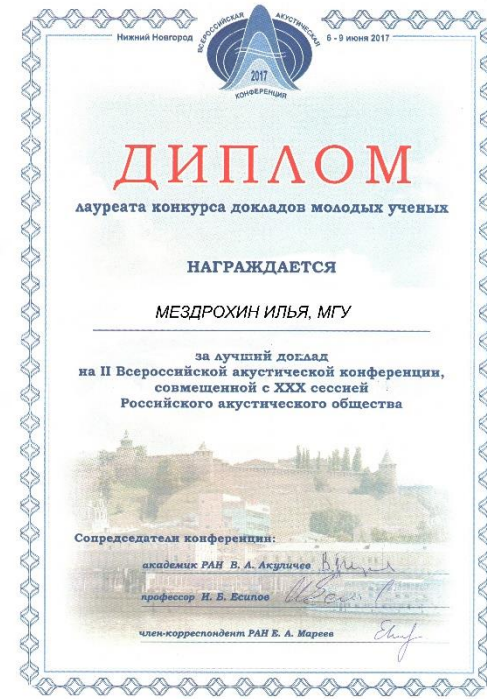 Нижний Новгород
ВСЕРОССИЙСКАЯ АКУСТИЧЕСКАЯ
6 - 9 июня 2017
2017
КОНФЕРЕНЦИЯ
ДИПЛОМ
лауреата конкурса докладов молодых ученых
НАГРАЖДАЕТСЯ
МЕЗДРОХИН ИЛЬЯ, МГУ
за лучший доклад
на II Всероссийской акустической конференции,
совмещенной с XXX сессией
Российского акустического общества
Сопредседатели конференции:
академик РАН В. А. Акуличев
профессор Н. Б. Есипов
член-корреспондент РАН Е. А. Мареев